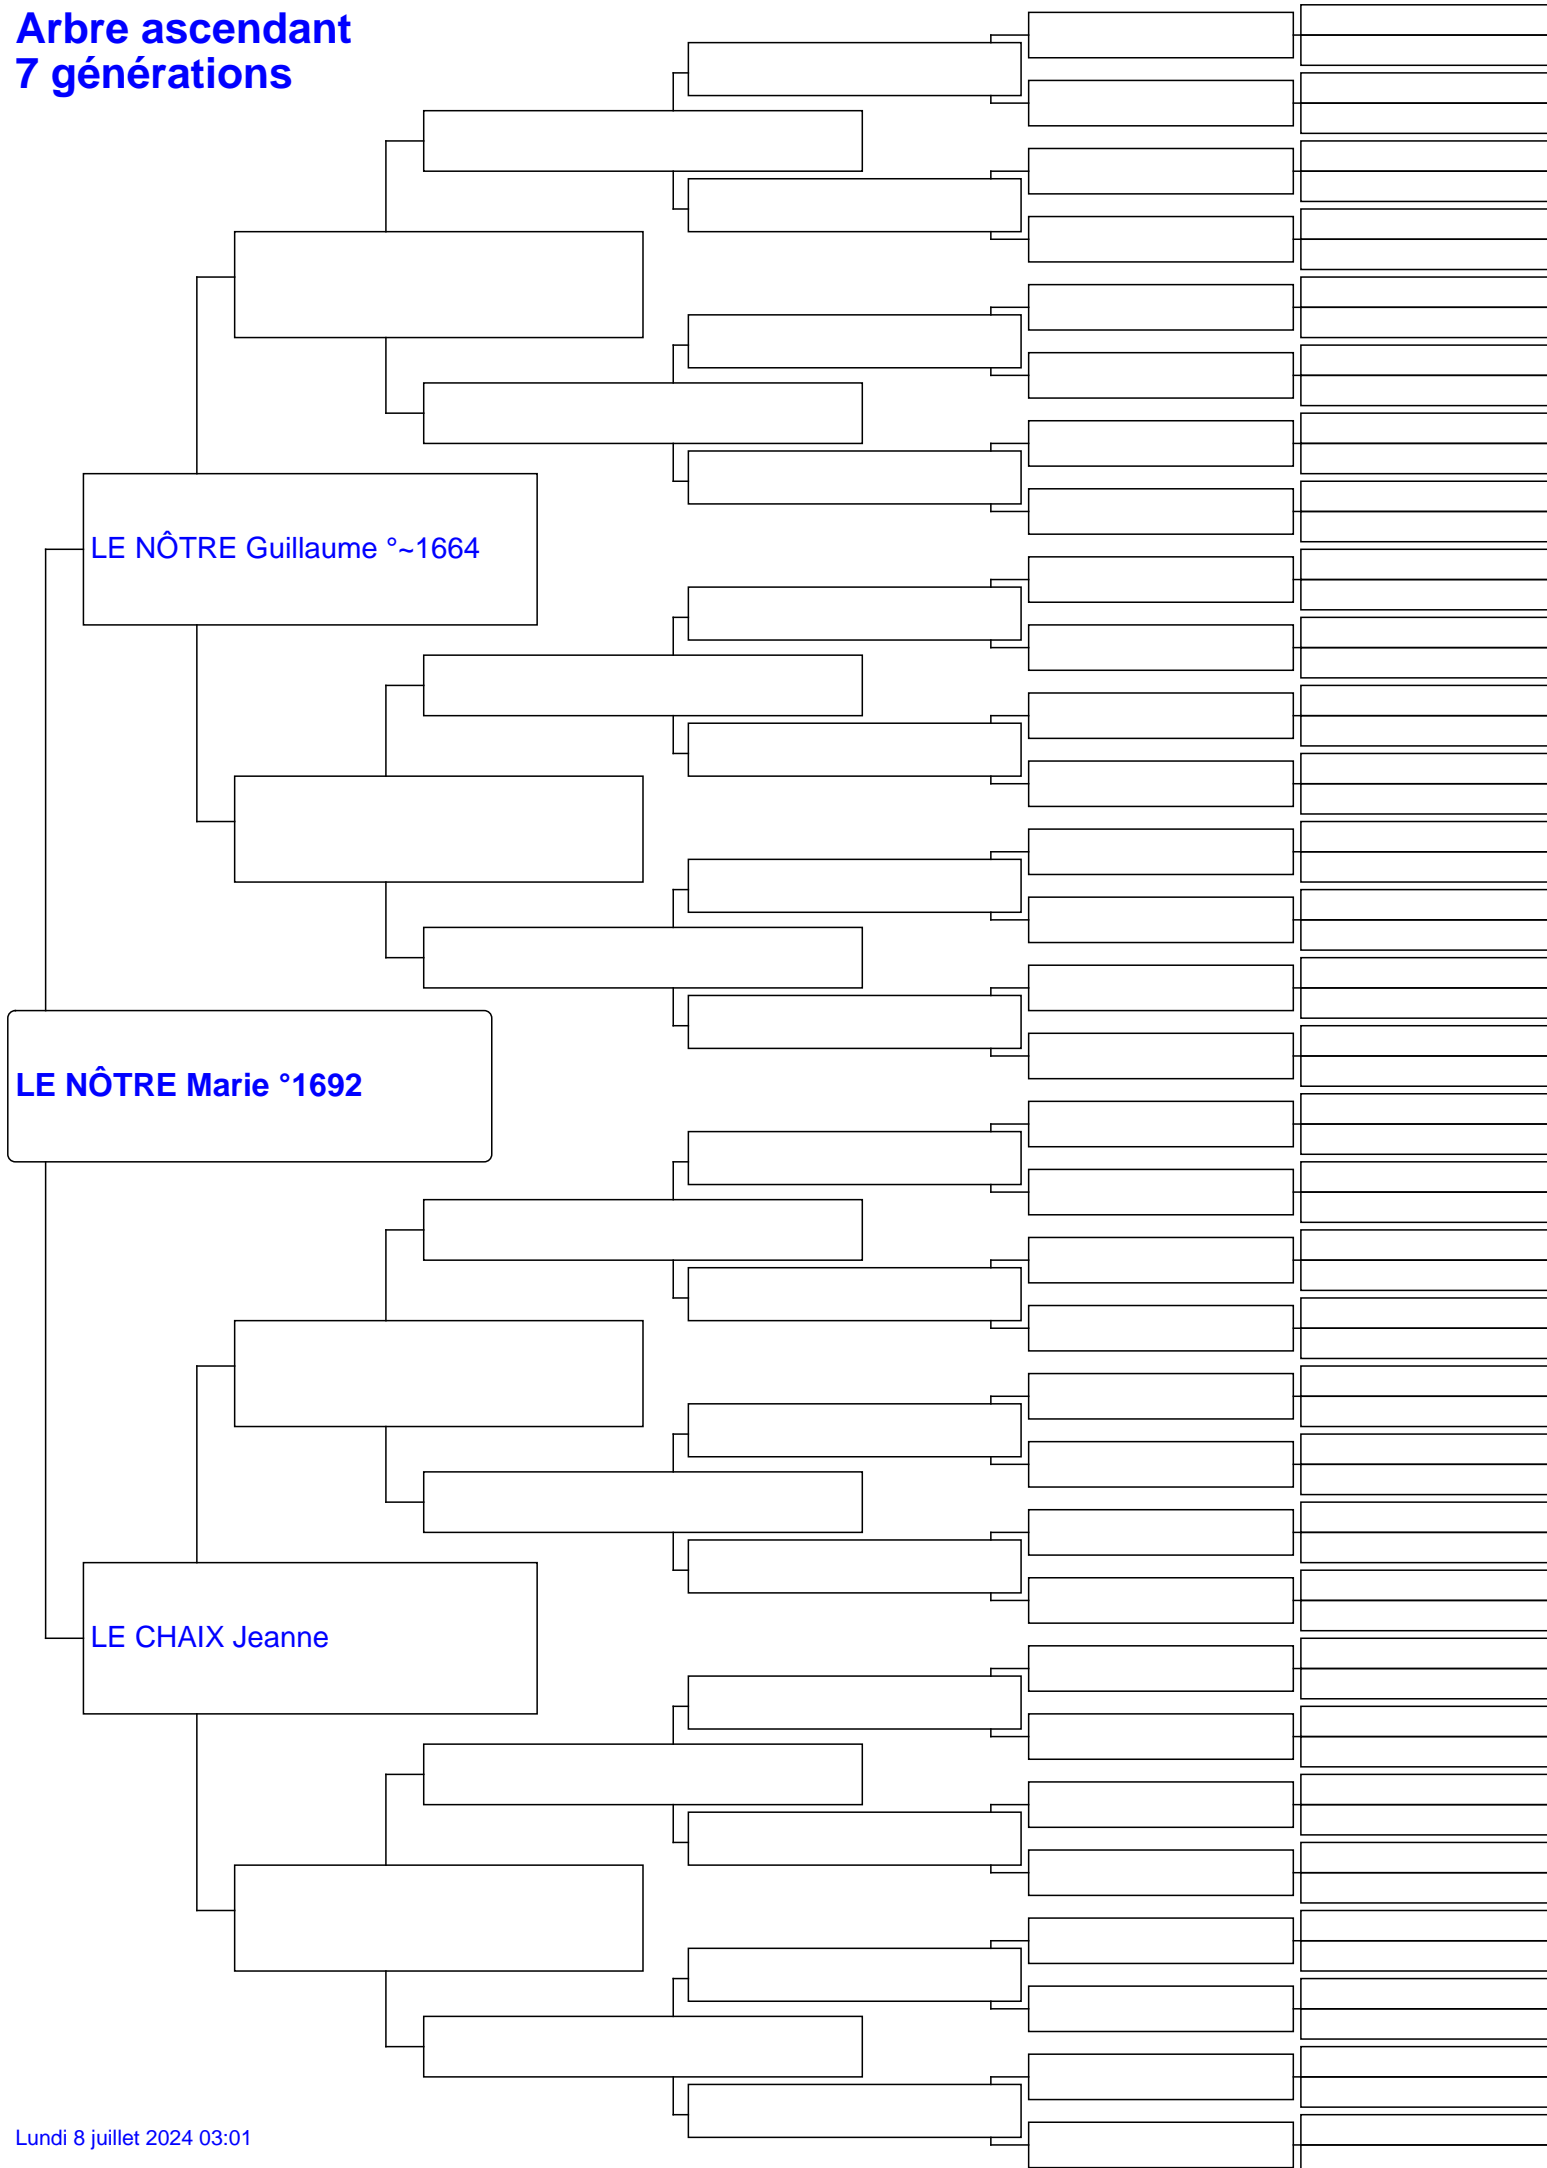 Arbre ascendant
7 générations
LE NÔTRE Guillaume °~1664
LE NÔTRE Marie °1692
LE CHAIX Jeanne
Lundi 8 juillet 2024 03:01